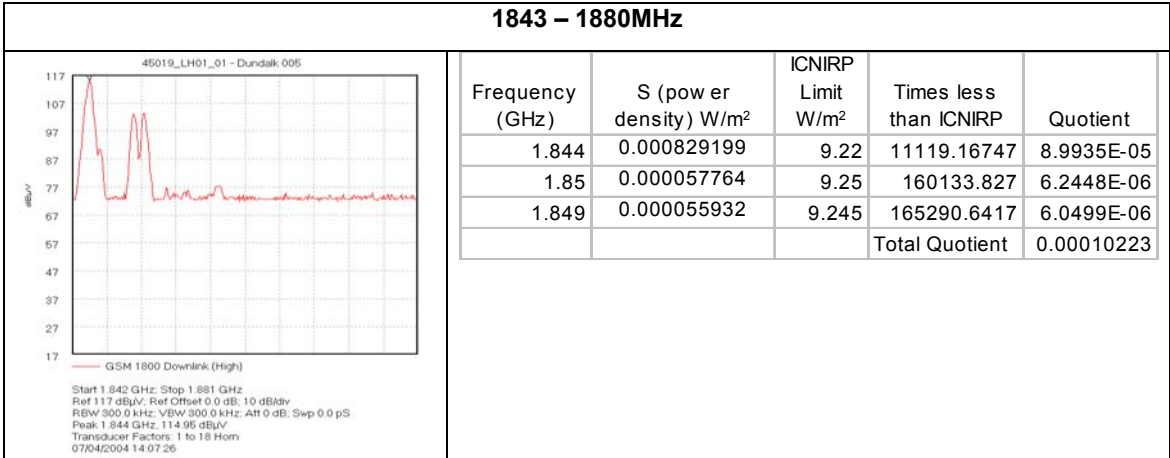 1843 – 1880MHz
45019_LH01_01 - Dundalk 005
117
107
97
87
77
67
57
47
37
27
17
dBµV
GSM 1800 Downlink (High)
Start 1.842 GHz; Stop 1.881 GHz
Ref 117 dBµV; Ref Offset 0.0 dB; 10 dB/div
RBW 300.0 kHz; VBW 300.0 kHz; Att 0 dB; Swp 0.0 pS
Peak 1.844 GHz, 114.95 dBµV
Transducer Factors: 1 to 18 Horn
07/04/2004 14:07:26
Frequency (GHz) S (pow er density) W/m² ICNIRP Limit W/m² Times less than ICNIRP Quotient
1.844 0.000829199 9.22 11119.16747 8.9935E-05
1.85 0.000057764 9.25 160133.827 6.2448E-06
1.849 0.000055932 9.245 165290.6417 6.0499E-06
Total Quotient 0.00010223